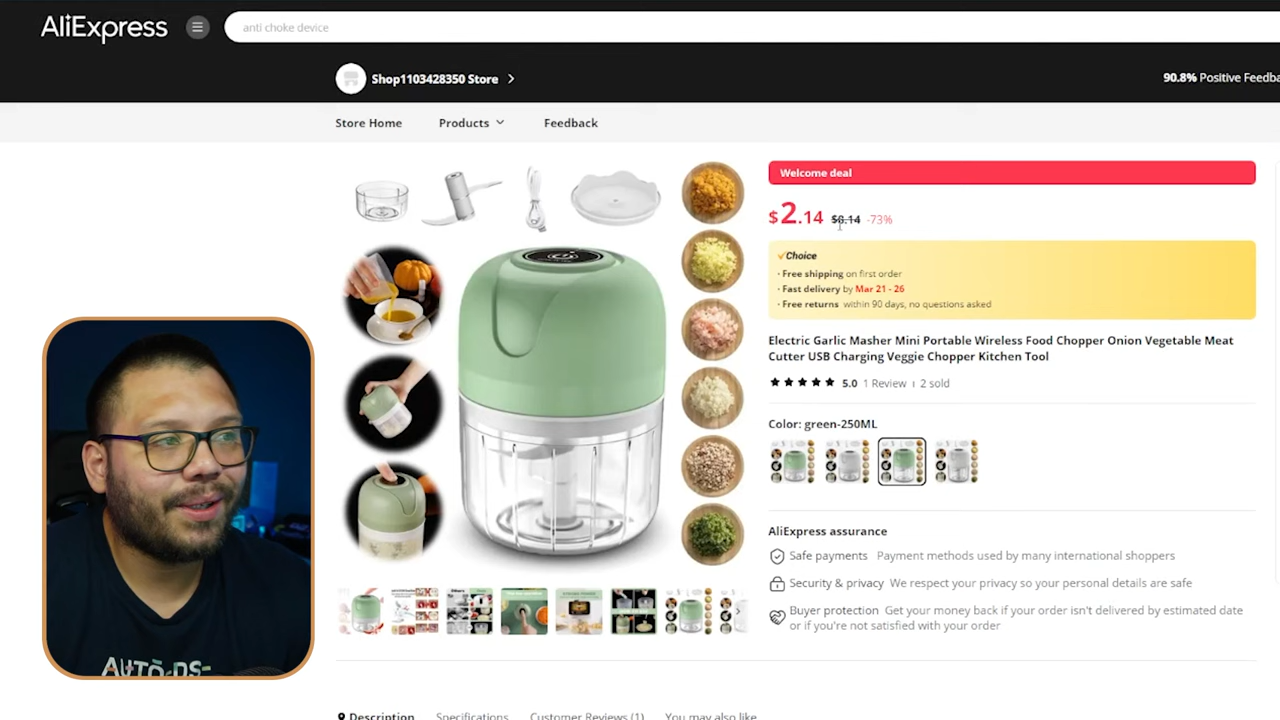 AliExpress
anti choke device
Shop1103428350 Store
90.8% Positive Feedba
Store Home Products Feedback
Welcome deal
$2.14 $8.14 -73%
Choice
· Free shipping on first order
· Fast delivery by Mar 21 - 26
· Free returns within 90 days, no questions asked
Electric Garlic Masher Mini Portable Wireless Food Chopper Onion Vegetable Meat
Cutter USB Charging Veggie Chopper Kitchen Tool
5.0 1 Review 2 sold
Color: green-250ML
AliExpress assurance
Safe payments Payment methods used by many international shoppers
Security & privacy We respect your privacy so your personal details are safe
Buyer protection Get your money back if your order isn't delivered by estimated date
or if you're not satisfied with your order
AUTO-DS
Description Specifications Customer Reviews (1) You may also like